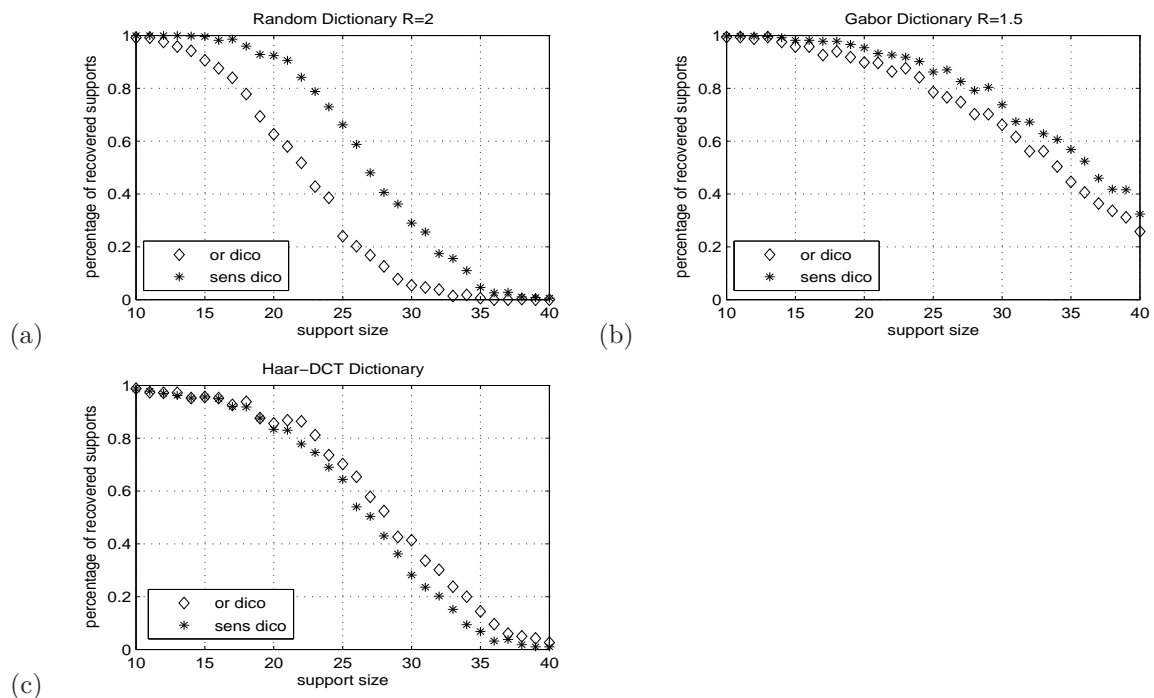 Random Dictionary R=2
percentage of recovered supports
1
0.8
0.6
0.4
0.2
0
or dico
sens dico
10 15 20 25 30 35 40
support size
(a)
Gabor Dictionary R=1.5
percentage of recovered supports
1
0.8
0.6
0.4
0.2
0
or dico
sens dico
10 15 20 25 30 35 40
support size
(b)
Haar−DCT Dictionary
percentage of recovered supports
1
0.8
0.6
0.4
0.2
0
or dico
sens dico
10 15 20 25 30 35 40
support size
(c)